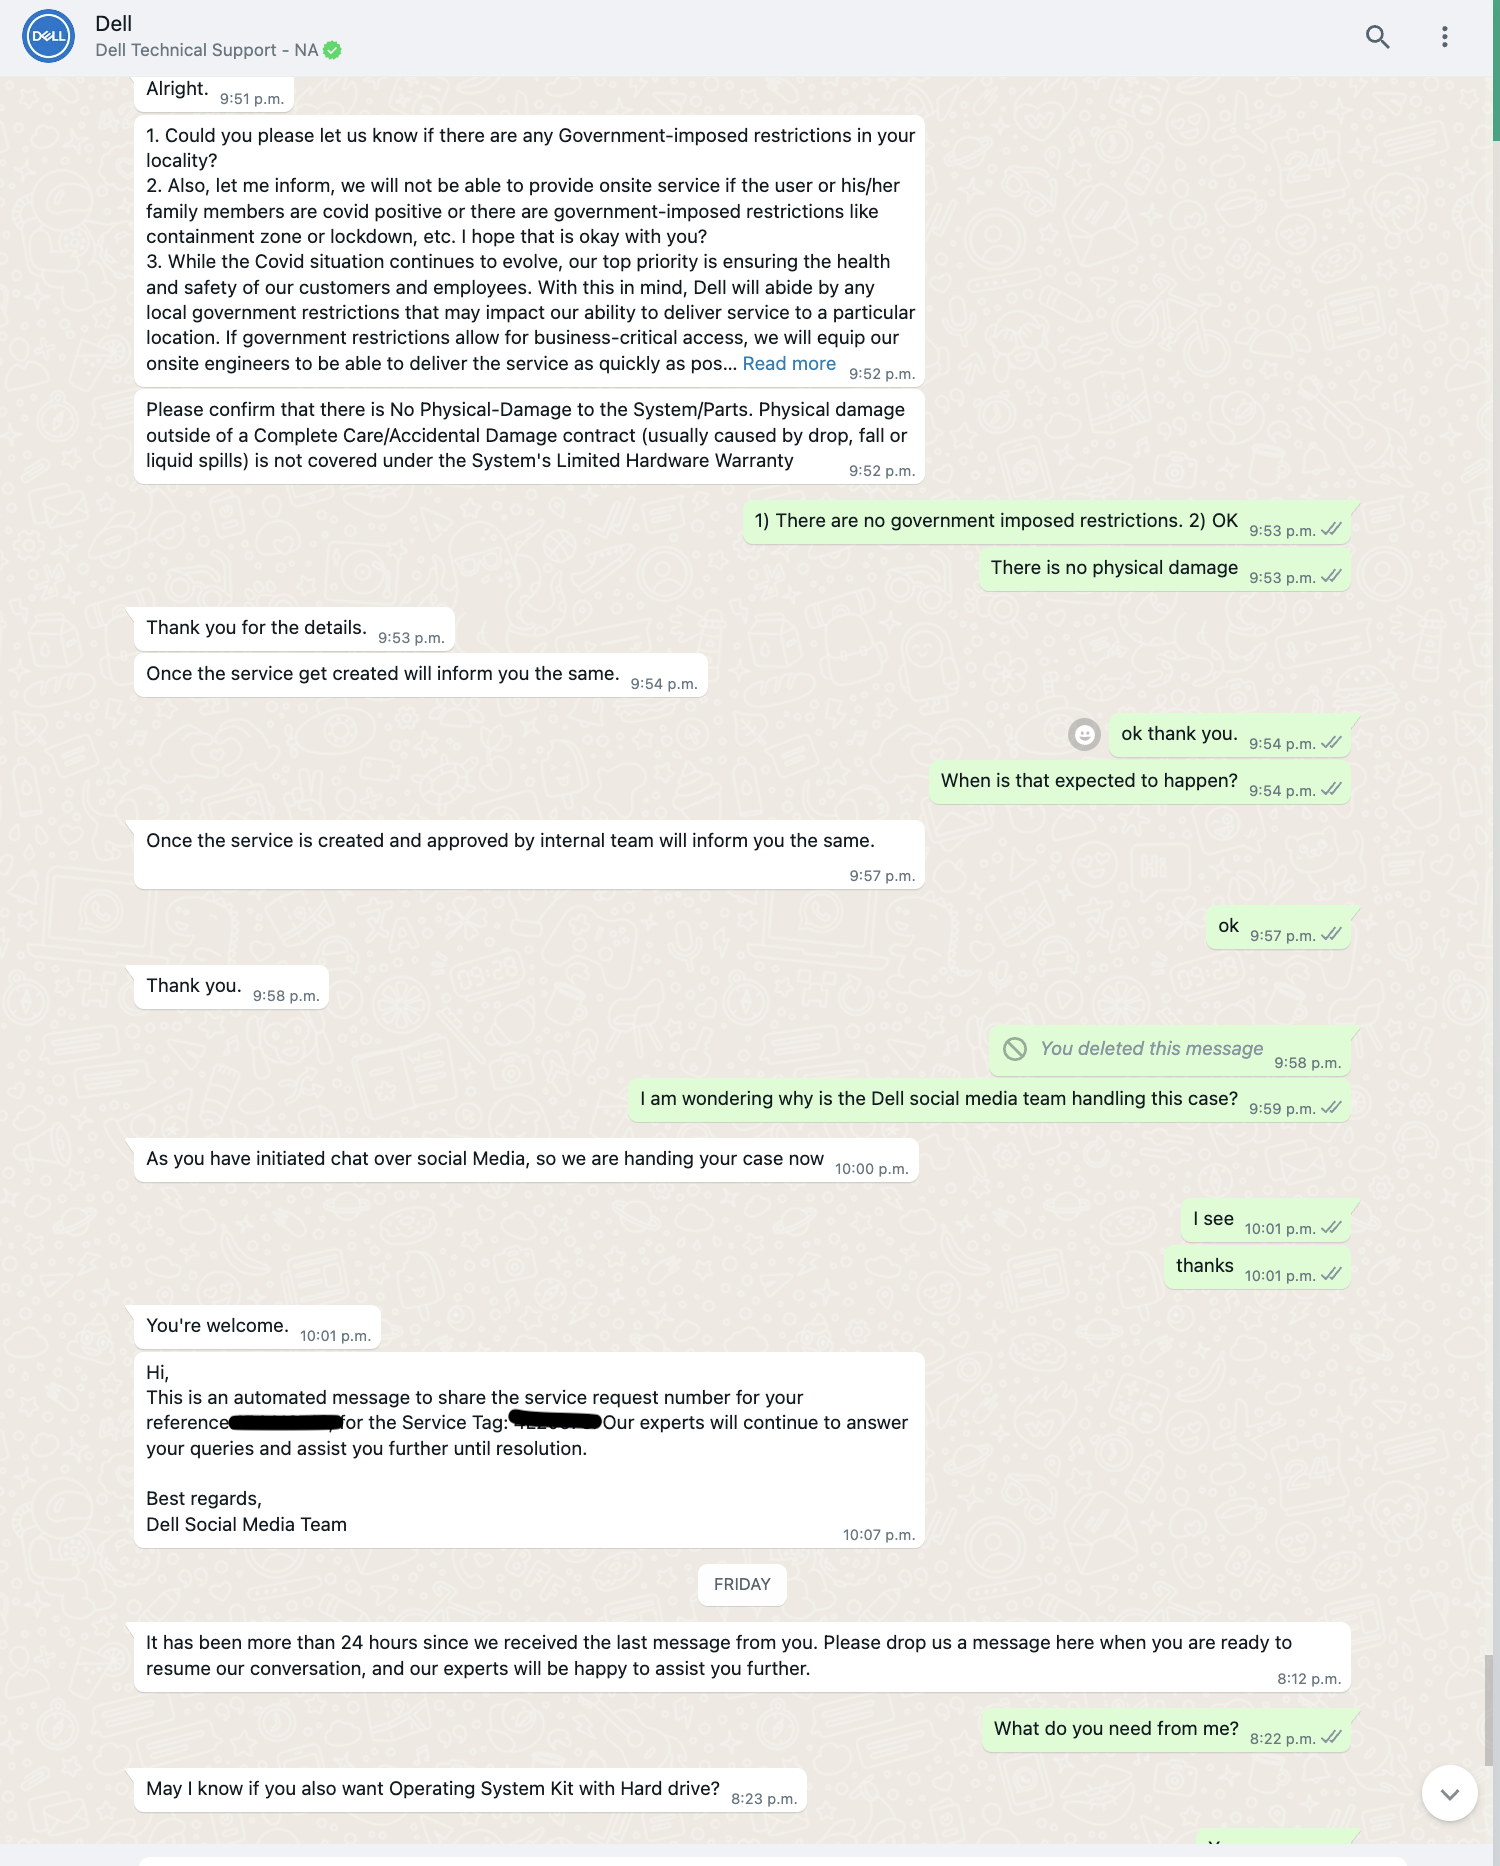 DELL
Dell
Dell Technical Support - NA
Alright. 9:51 p.m.
1. Could you please let us know if there are any Government-imposed restrictions in your
locality?
2. Also, let me inform, we will not be able to provide onsite service if the user or his/her
family members are covid positive or there are government-imposed restrictions like
containment zone or lockdown, etc. I hope that is okay with you?
3. While the Covid situation continues to evolve, our top priority is ensuring the health
and safety of our customers and employees. With this in mind, Dell will abide by any
local government restrictions that may impact our ability to deliver service to a particular
location. If government restrictions allow for business-critical access, we will equip our
onsite engineers to be able to deliver the service as quickly as pos... Read more 9:52 p.m.
Please confirm that there is No Physical-Damage to the System/Parts. Physical damage
outside of a Complete Care/Accidental Damage contract (usually caused by drop, fall or
liquid spills) is not covered under the System's Limited Hardware Warranty 9:52 p.m.
1) There are no government imposed restrictions. 2) OK 9:53 p.m.
There is no physical damage 9:53 p.m.
Thank you for the details. 9:53 p.m.
Once the service get created will inform you the same. 9:54 p.m.
ok thank you. 9:54 p.m.
When is that expected to happen? 9:54 p.m.
Once the service is created and approved by internal team will inform you the same.
9:57 p.m.
ok 9:57 p.m.
Thank you. 9:58 p.m.
You deleted this message 9:58 p.m.
I am wondering why is the Dell social media team handling this case? 9:59 p.m.
As you have initiated chat over social Media, so we are handing your case now 10:00 p.m.
I see 10:01 p.m.
thanks 10:01 p.m.
You're welcome. 10:01 p.m.
Hi,
This is an automated message to share the service request number for your
reference for the Service Tag: Our experts will continue to answer
your queries and assist you further until resolution.
Best regards,
Dell Social Media Team
10:07 p.m.
FRIDAY
It has been more than 24 hours since we received the last message from you. Please drop us a message here when you are ready to
resume our conversation, and our experts will be happy to assist you further. 8:12 p.m.
What do you need from me? 8:22 p.m.
May I know if you also want Operating System Kit with Hard drive? 8:23 p.m.